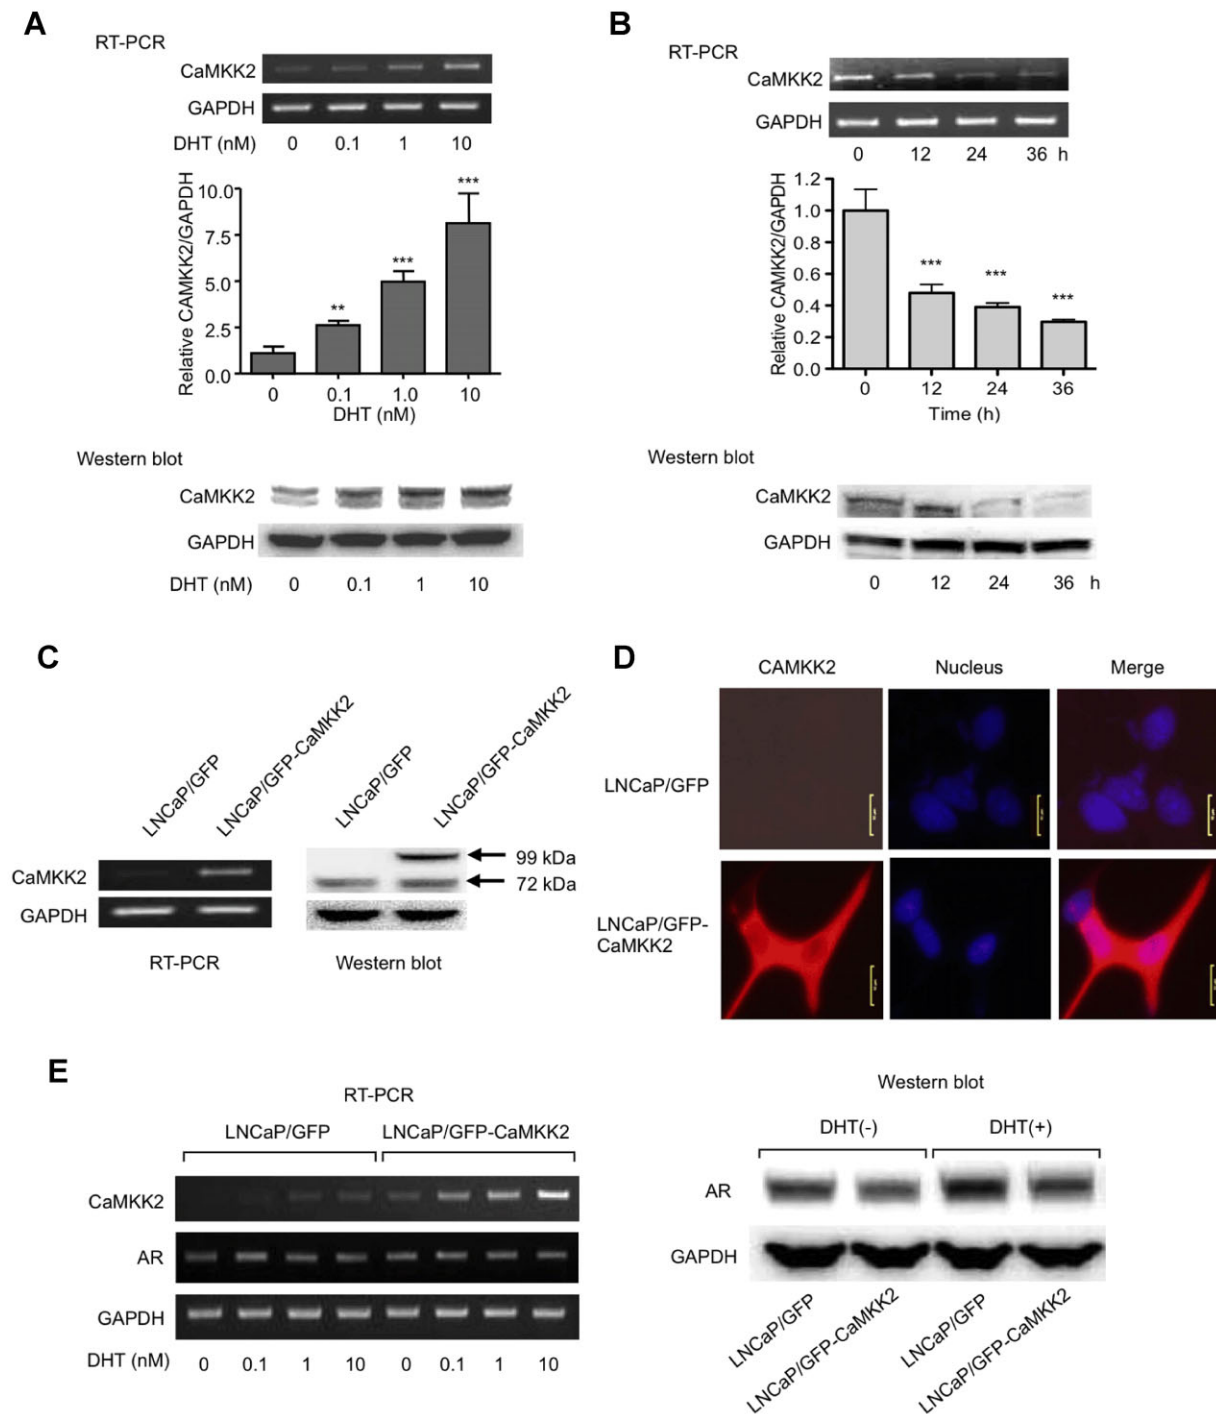 A
RT-PCR
CaMKK2
GAPDH
DHT (nM) 0 0.1 1 10
Relative CAMKK2/GAPDH
10.0
7.5
5.0
2.5
0.0
**
***
***
0 0.1 1.0 10
DHT (nM)
Western blot
CaMKK2
GAPDH
DHT (nM) 0 0.1 1 10
B
RT-PCR
CaMKK2
GAPDH
0 12 24 36 h
Relative CAMKK2/GAPDH
1.2
1.0
0.8
0.6
0.4
0.2
0.0
***
***
***
0 12 24 36
Time (h)
Western blot
CaMKK2
GAPDH
0 12 24 36 h
C
LNCaP/GFP
LNCaP/GFP-CaMKK2
LNCaP/GFP
LNCaP/GFP-CaMKK2
CaMKK2
GAPDH
99 kDa
72 kDa
RT-PCR
Western blot
D
CAMKK2 Nucleus Merge
LNCaP/GFP
LNCaP/GFP-
CaMKK2
E
RT-PCR
LNCaP/GFP LNCaP/GFP-CaMKK2
CaMKK2
AR
GAPDH
DHT (nM) 0 0.1 1 10 0 0.1 1 10
Western blot
DHT(-) DHT(+)
AR
GAPDH
LNCaP/GFP
LNCaP/GFP-CaMKK2
LNCaP/GFP
LNCaP/GFP-CaMKK2